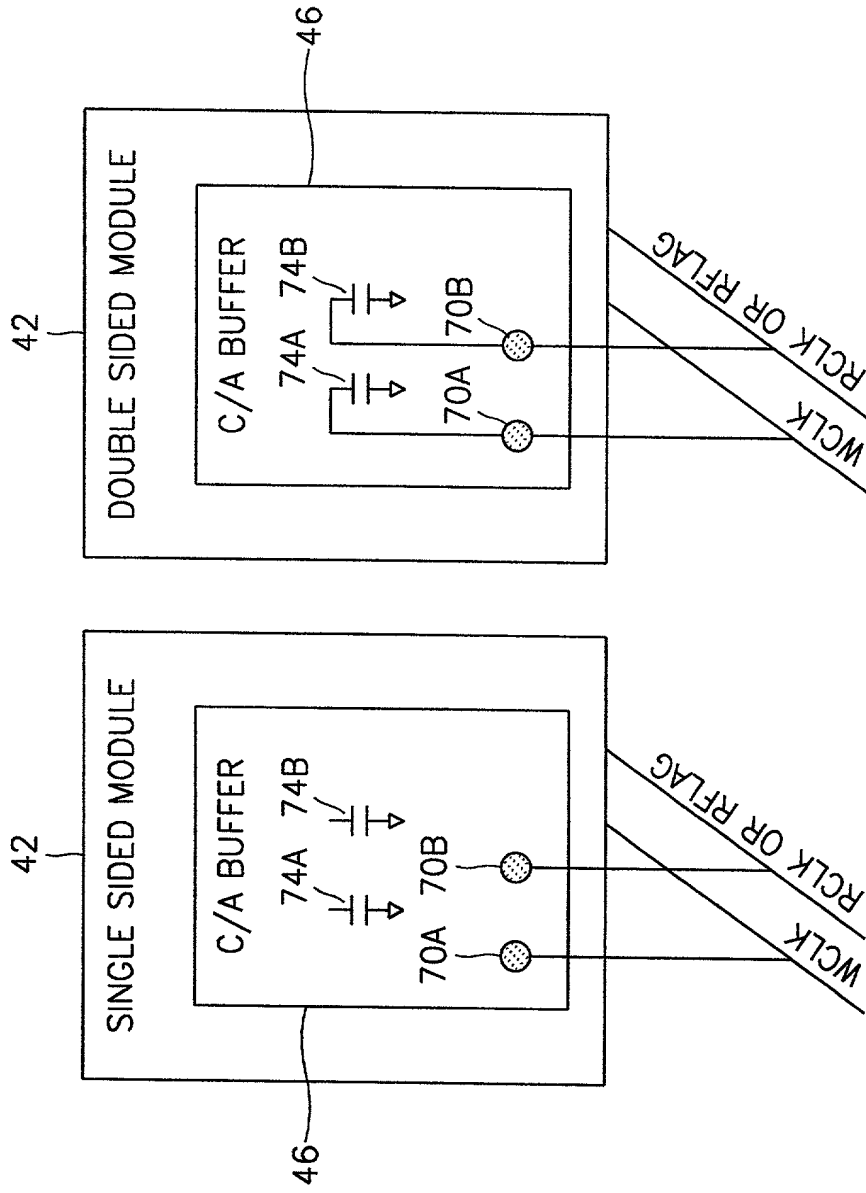 42
SINGLE SIDED MODULE
C/A BUFFER
74A 74B
70A 70B
46
WCLK
RCLK OR RFLAG
42
DOUBLE SIDED MODULE
C/A BUFFER
74A 74B
70A 70B
46
WCLK
RCLK OR RFLAG